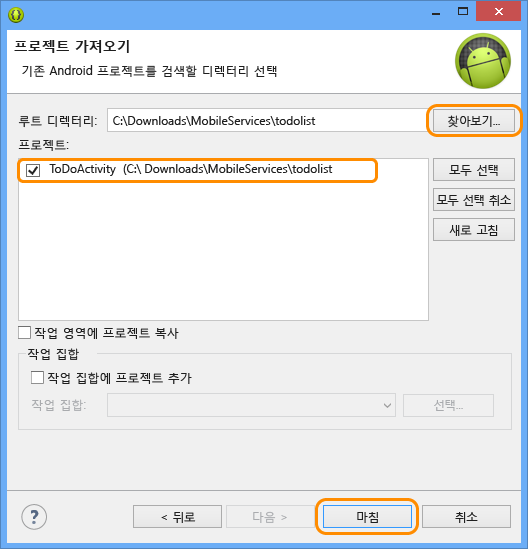 프로젝트 가져오기
기존 Android 프로젝트를 검색할 디렉터리 선택
루트 디렉터리: C:\Downloads\MobileServices\todolist 찾아보기...
프로젝트:
ToDoActivity (C:\ Downloads\MobileServices\todolist
모두 선택
모두 선택 취소
새로 고침
작업 영역에 프로젝트 복사
작업 집합
작업 집합에 프로젝트 추가
작업 집합: 선택...
? < 뒤로 다음 > 마침 취소